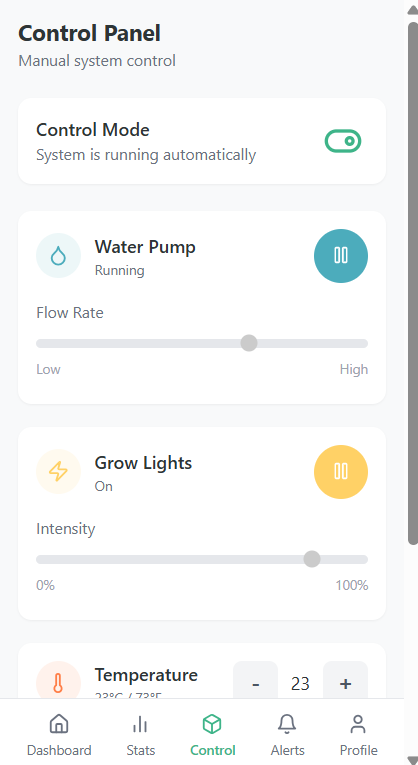 Control Panel
Manual system control
Control Mode
System is running automatically
Water Pump
Running
Flow Rate
Low High
Grow Lights
On
Intensity
0% 100%
Temperature
- 23 +
23°C / 73°F
Dashboard Stats Control Alerts Profile